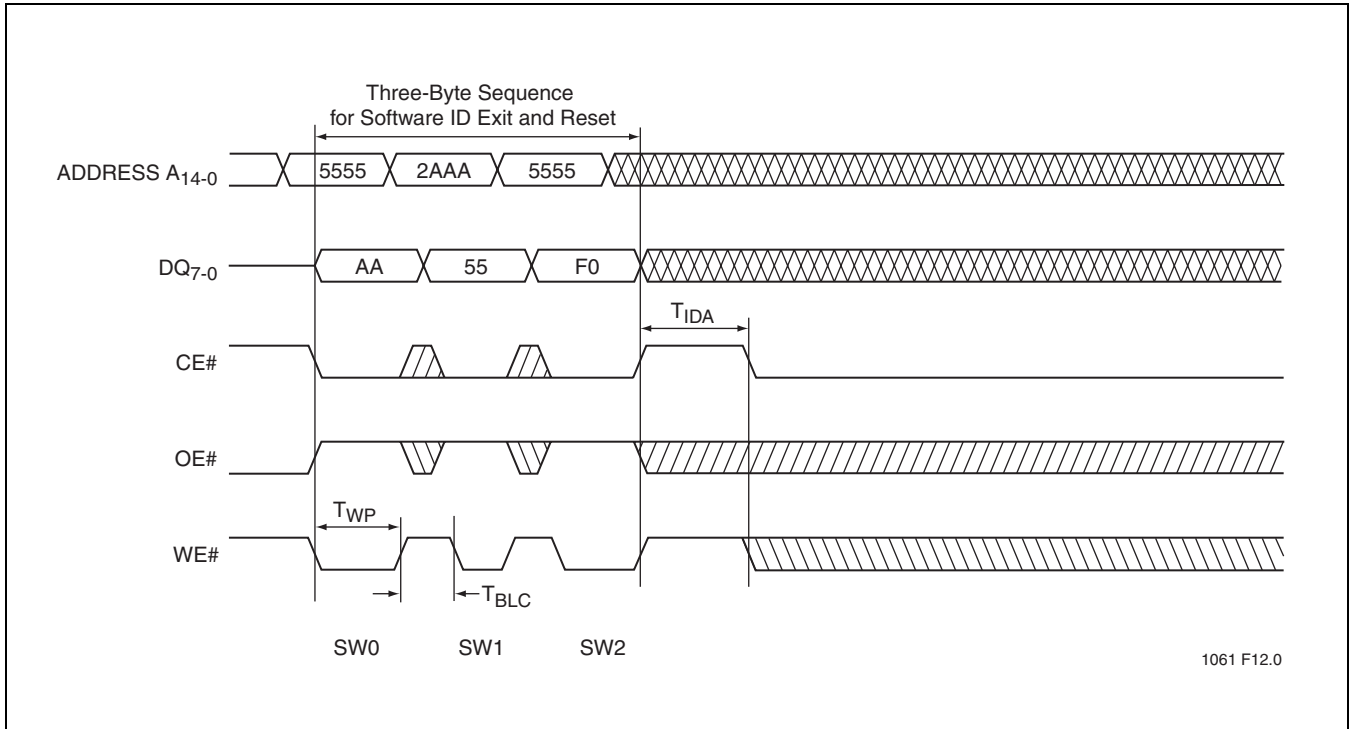 Three-Byte Sequence
for Software ID Exit and Reset
ADDRESS A14-0
5555 2AAA 5555
DQ7-0
AA 55 F0
TIDA
CE#
OE#
TWP
WE#
TBLC
SW0 SW1 SW2
1061 F12.0